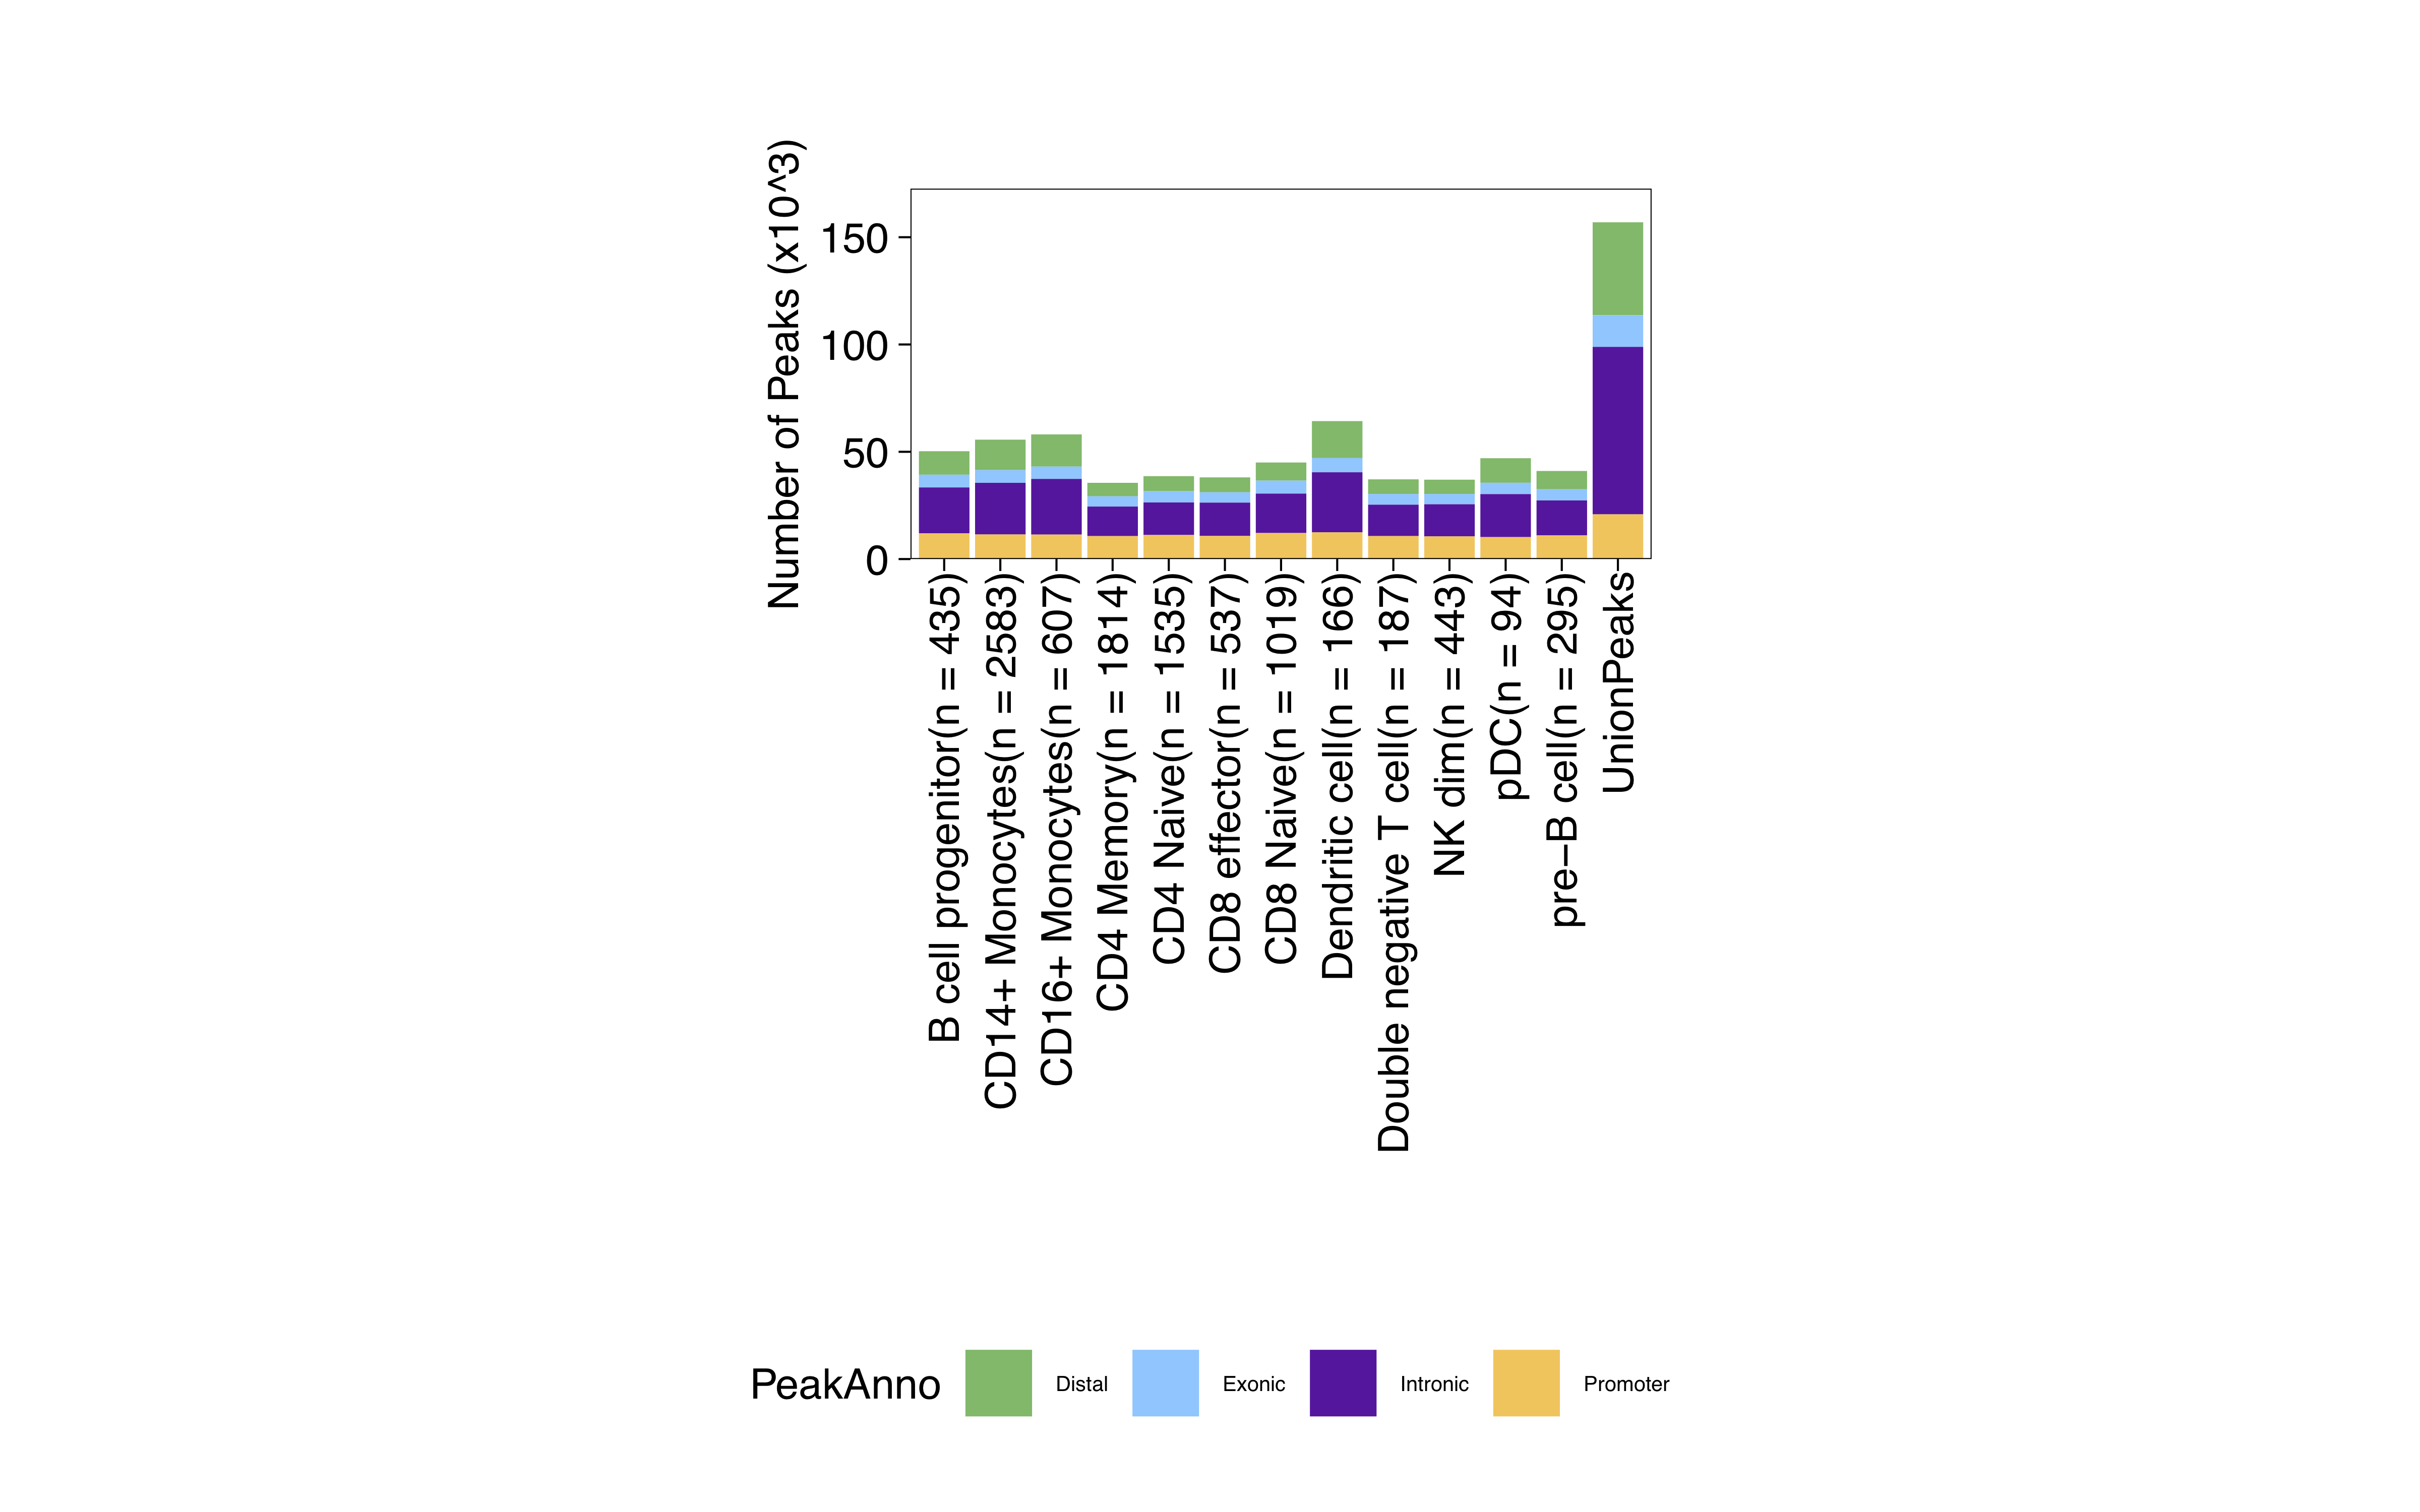 Number of Peaks (x10^3)
150
100
50
0
B cell progenitor(n = 435)
CD14+ Monocytes(n = 2583)
CD16+ Monocytes(n = 607)
CD4 Memory(n = 1814)
CD4 Naive(n = 1535)
CD8 effector(n = 537)
CD8 Naive(n = 1019)
Dendritic cell(n = 166)
Double negative T cell(n = 187)
NK dim(n = 443)
pDC(n = 94)
pre−B cell(n = 295)
UnionPeaks
PeakAnno Distal Exonic Intronic Promoter